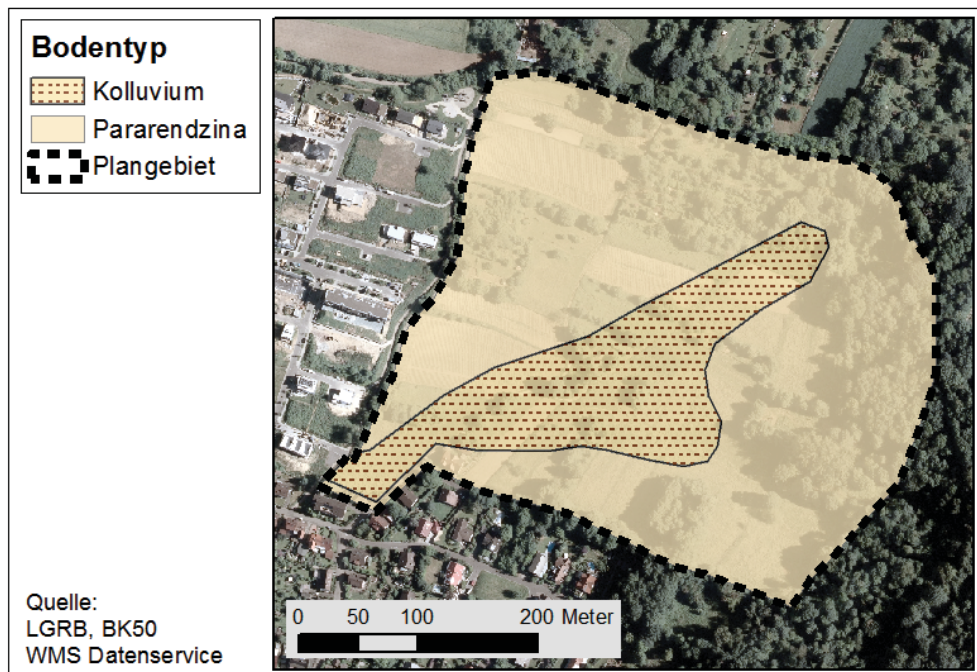 Bodentyp
Kolluvium
Pararendzina
Plangebiet
Quelle:
LGRB, BK50
WMS Datenservice
0 50 100 200 Meter